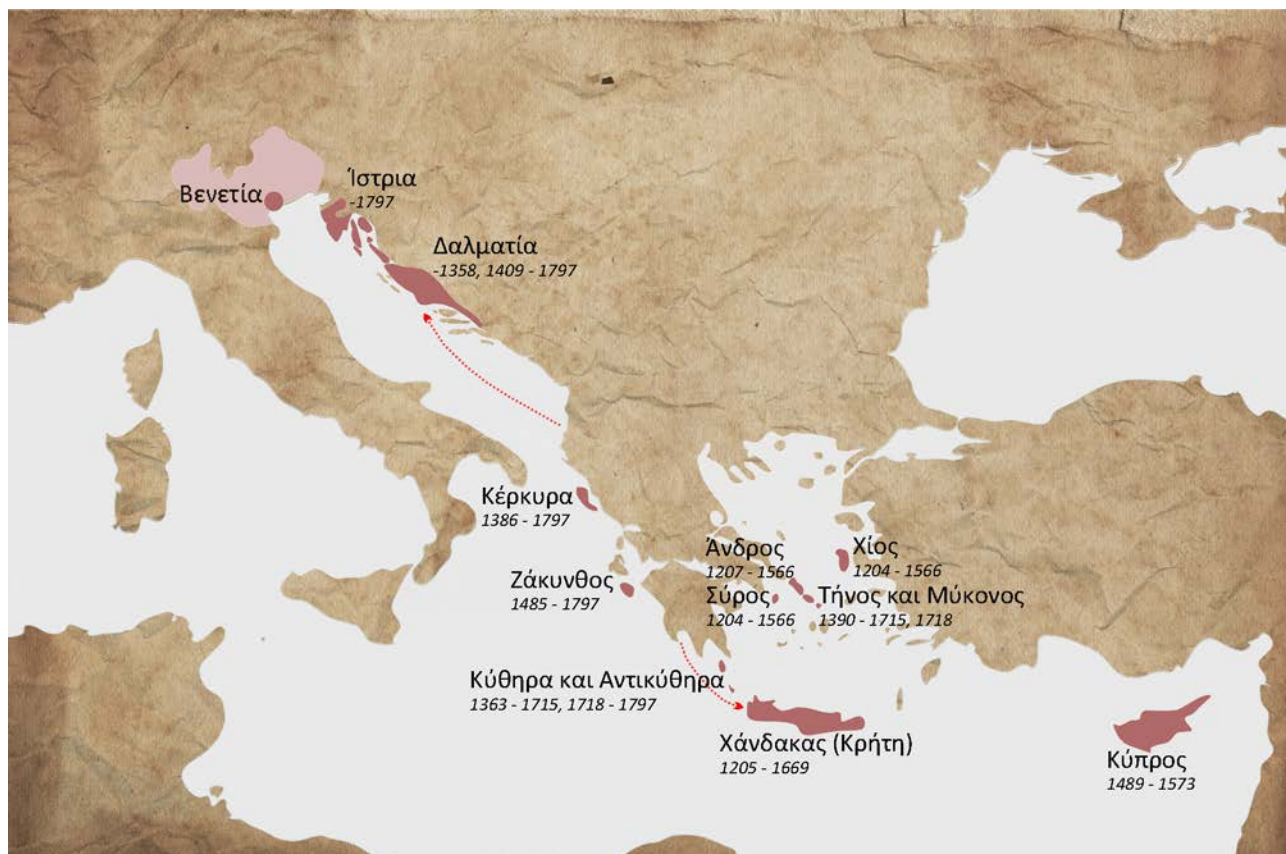 Βενετία
Ίστρια
-1797
Δαλματία
-1358, 1409 - 1797
Κέρκυρα
1386 - 1797
Ζάκυνθος
1485 - 1797
Άνδρος
1207 - 1566
Χίος
1204 - 1566
Σύρος
1204 - 1566
Τήνος και Μύκονος
1390 - 1715, 1718
Κύθηρα και Αντικύθηρα
1363 - 1715, 1718 - 1797
Χάνδακας (Κρήτη)
1205 - 1669
Κύπρος
1489 - 1573